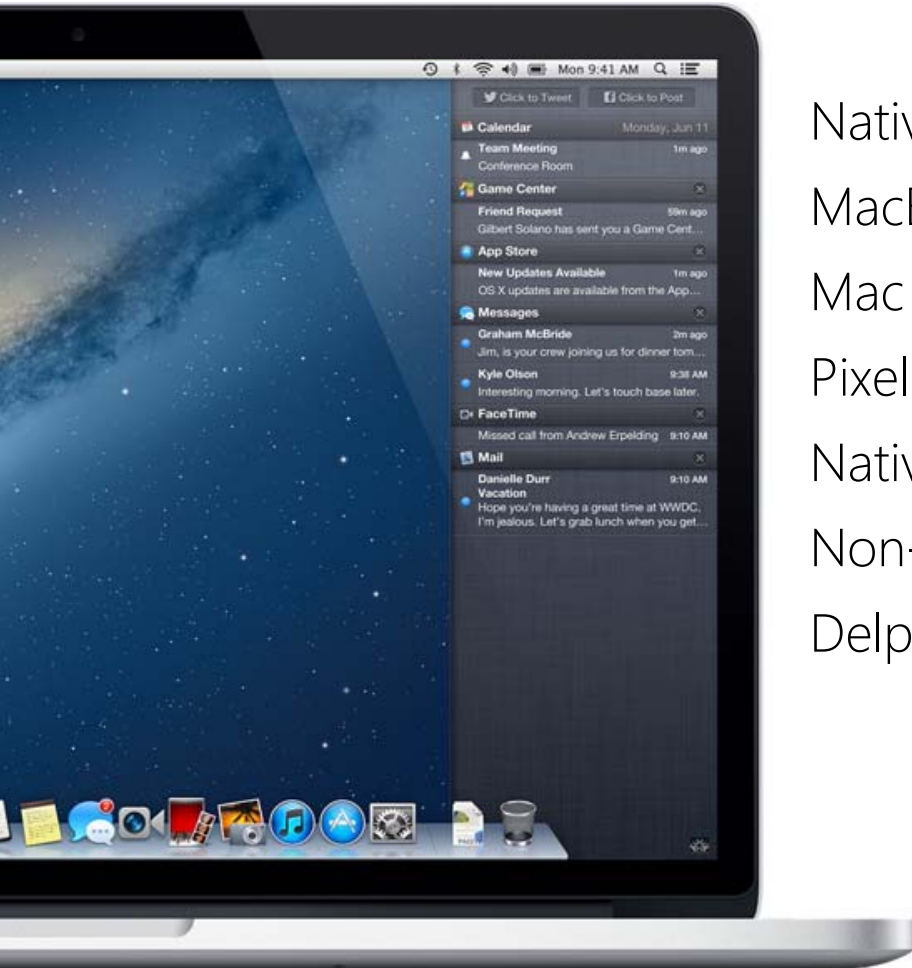 Mon 9:41 AM
Click to Tweet Click to Post
Calendar Monday, Jun 11
Team Meeting 1m ago
Conference Room
Game Center
Friend Request 59m ago
Gilbert Solano has sent you a Game Cent...
App Store
New Updates Available 1m ago
OS X updates are available from the App...
Messages
Graham McBride 2m ago
Jim, is your crew joining us for dinner tom...
Kyle Olson 9:38 AM
Interesting morning. Let's touch base later.
FaceTime
Missed call from Andrew Erpelding 9:10 AM
Mail
Danielle Durr 9:10 AM
Vacation
Hope you're having a great time at WWDC.
I'm jealous. Let's grab lunch when you get...
Nativ
Mac
Mac
Pixel
Nativ
Non-
Delp